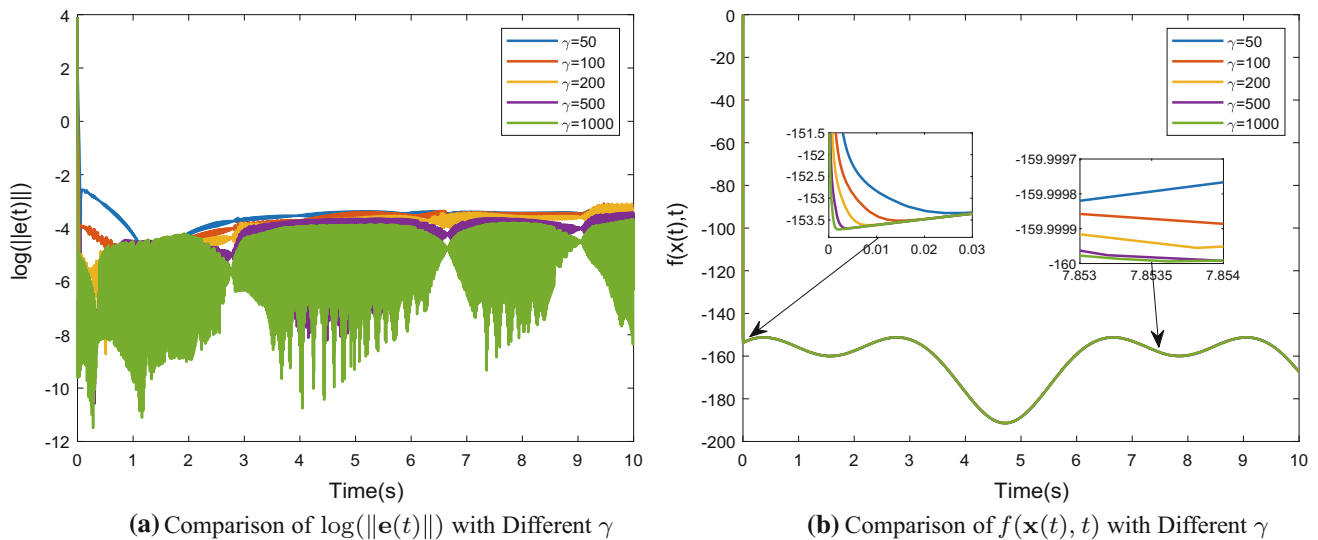 4
2
0
-2
-4
-6
-8
-10
-12
log(||e(t)||)
0 1 2 3 4 5 6 7 8 9 10
Time(s)
γ=50
γ=100
γ=200
γ=500
γ=1000
(a) Comparison of log(‖e(t)‖) with Different γ
0
-20
-40
-60
-80
-100
-120
-140
-160
-180
-200
f(x(t),t)
0 1 2 3 4 5 6 7 8 9 10
Time(s)
γ=50
γ=100
γ=200
γ=500
γ=1000
-151.5
-152
-152.5
-153
-153.5
0 0.01 0.02 0.03
-159.9997
-159.9998
-159.9999
-160
7.853 7.8535 7.854
(b) Comparison of f(x(t), t) with Different γ